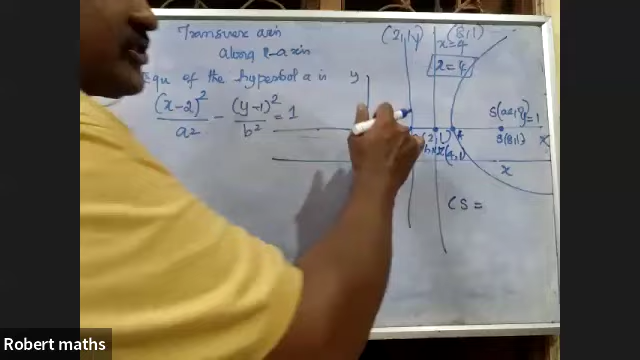 Transverse axis
along x-axis
Equ of the hyperbola is
(x-2)²/a² - (y-1)²/b² = 1
(2,1) (8,1)
x=4
x=4
y
S(ae,0)
y=1
(2,1)
A
S(8,1)
x
x
CS =
Robert maths